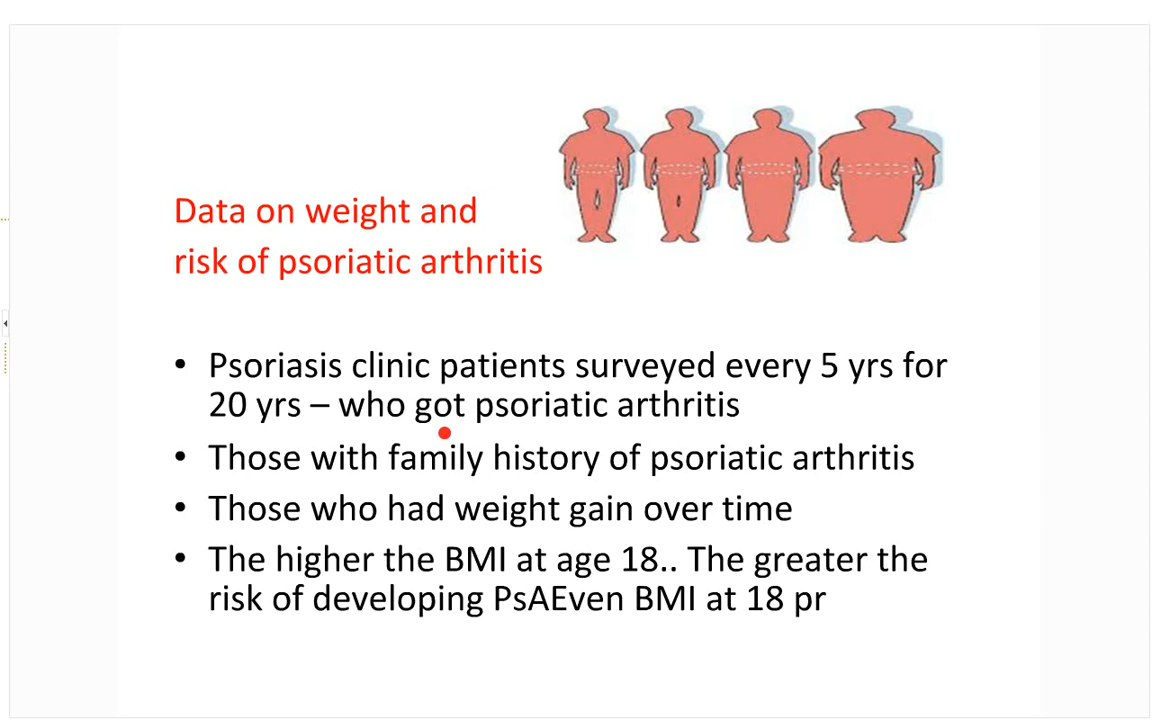 Data on weight and
risk of psoriatic arthritis
• Psoriasis clinic patients surveyed every 5 yrs for
20 yrs – who got psoriatic arthritis
• Those with family history of psoriatic arthritis
• Those who had weight gain over time
• The higher the BMI at age 18.. The greater the
risk of developing PsAEven BMI at 18 pr